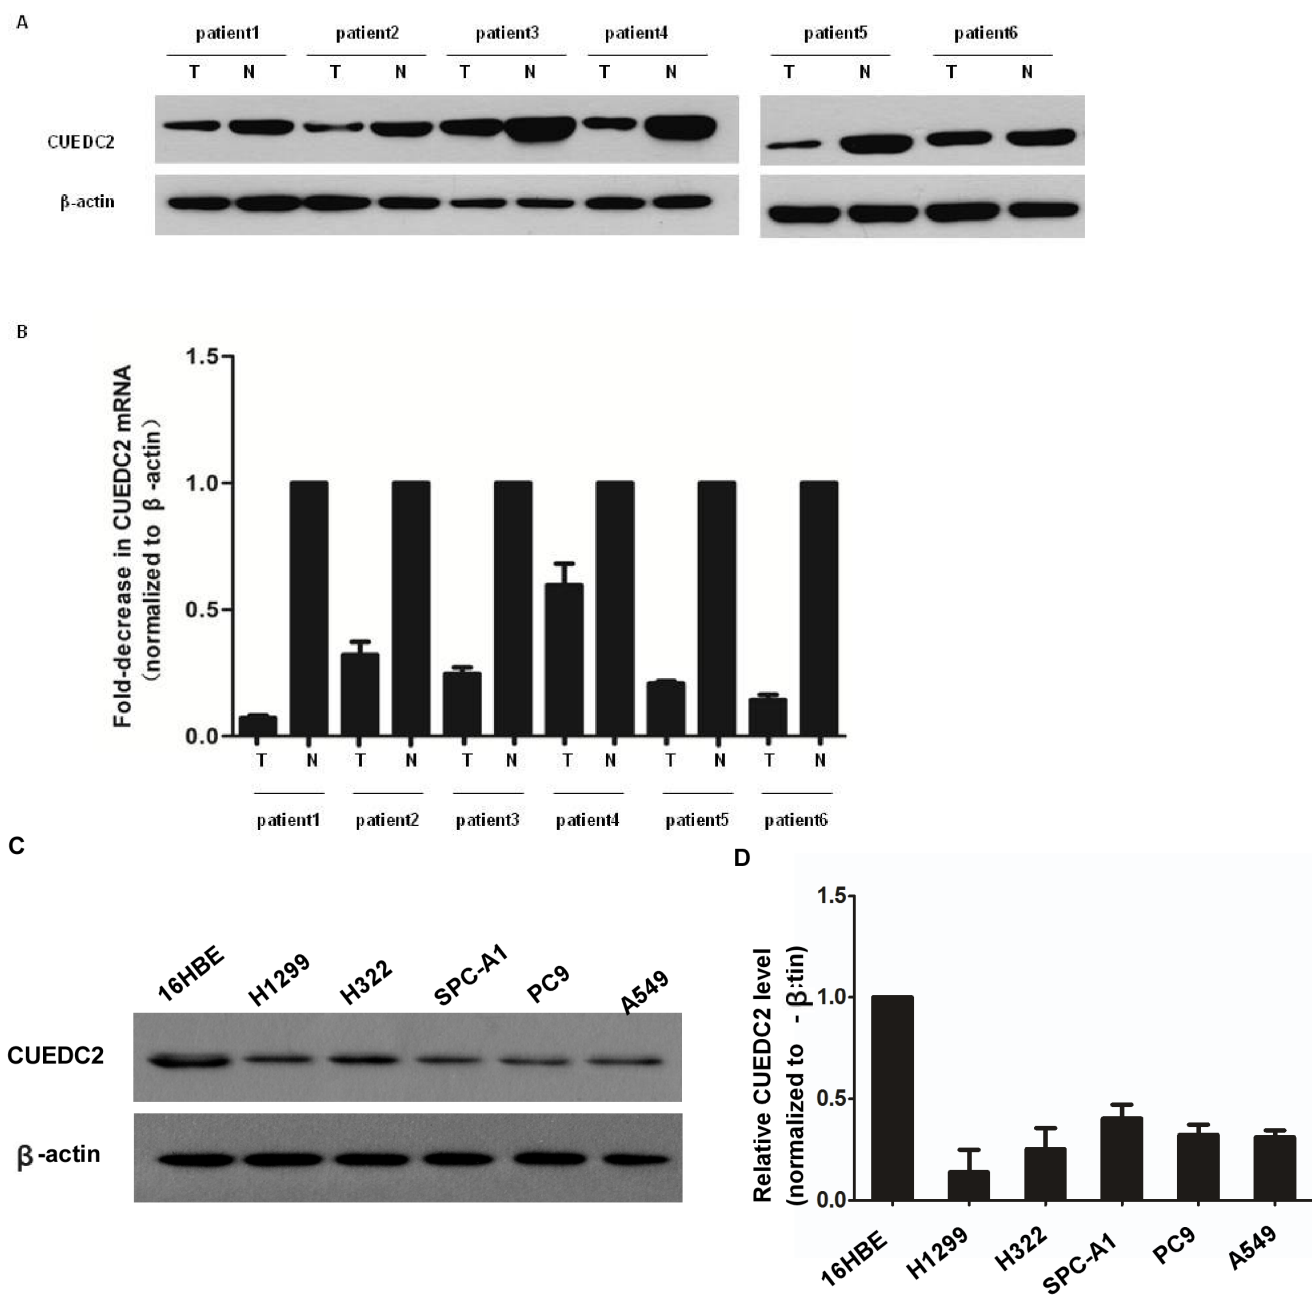 A
patient1 patient2 patient3 patient4 patient5 patient6
T N T N T N T N T N T N
CUEDC2
β-actin
B
Fold-decrease in CUEDC2 mRNA
(normalized to β -actin)
1.5
1.0
0.5
0.0
T N T N T N T N T N T N
patient1 patient2 patient3 patient4 patient5 patient6
C
16HBE H1299 H322 SPC-A1 PC9 A549
CUEDC2
β-actin
D
Relative CUEDC2 level
(normalized to - β:tin)
1.5
1.0
0.5
0.0
16HBE H1299 H322 SPC-A1 PC9 A549